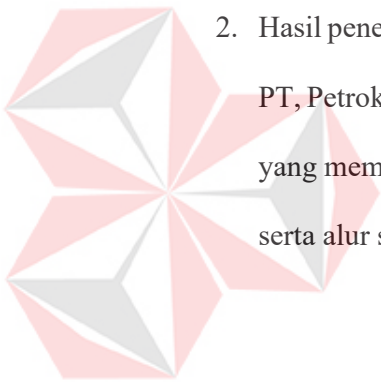 2. Hasil pene
PT, Petrok
yang mem
serta alur s